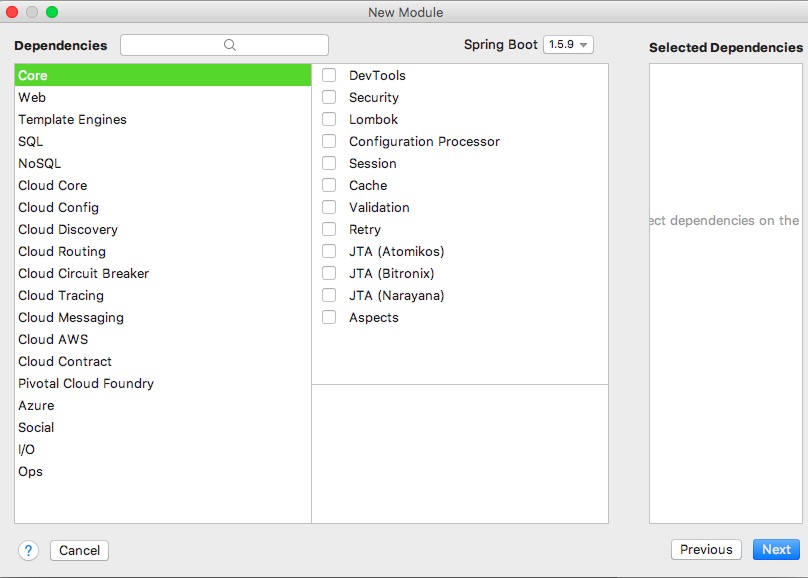 New Module
Dependencies
Spring Boot 1.5.9
Selected Dependencies
Core
Web
Template Engines
SQL
NoSQL
Cloud Core
Cloud Config
Cloud Discovery
Cloud Routing
Cloud Circuit Breaker
Cloud Tracing
Cloud Messaging
Cloud AWS
Cloud Contract
Pivotal Cloud Foundry
Azure
Social
I/O
Ops
DevTools
Security
Lombok
Configuration Processor
Session
Cache
Validation
Retry
JTA (Atomikos)
JTA (Bitronix)
JTA (Narayana)
Aspects
ect dependencies on the
?
Cancel
Previous
Next